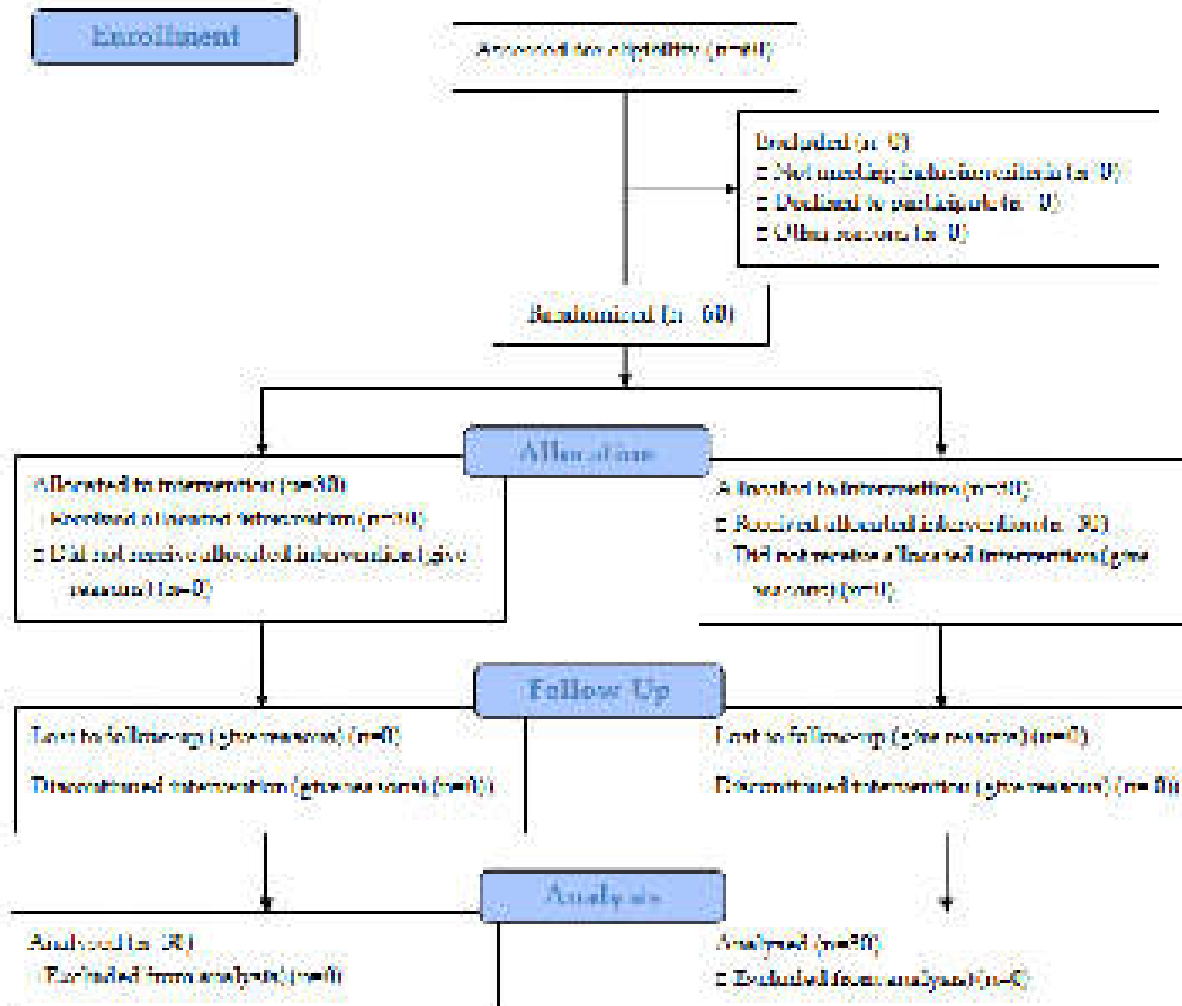 Enrollment
Assessed for eligibility (n=60)
Excluded (n=0)
Not meeting inclusion criteria (n=0)
Declined to participate (n=0)
Other reasons (n=0)
Randomized (n=60)
Allocation
Allocated to intervention (n=30)
Received allocated intervention (n=30)
Did not receive allocated intervention (give
reasons) (n=0)
Allocated to intervention (n=30)
Received allocated intervention (n=30)
Did not receive allocated intervention (give
reasons) (n=0)
Follow Up
Lost to follow-up (give reasons) (n=0)
Discontinued intervention (give reasons) (n=0))
Lost to follow-up (give reasons) (n=0)
Discontinued intervention (give reasons) (n=0))
Analysis
Analysed (n=30)
Excluded from analysis) (n=0)
Analysed (n=30)
Excluded from analysis) (n=0)